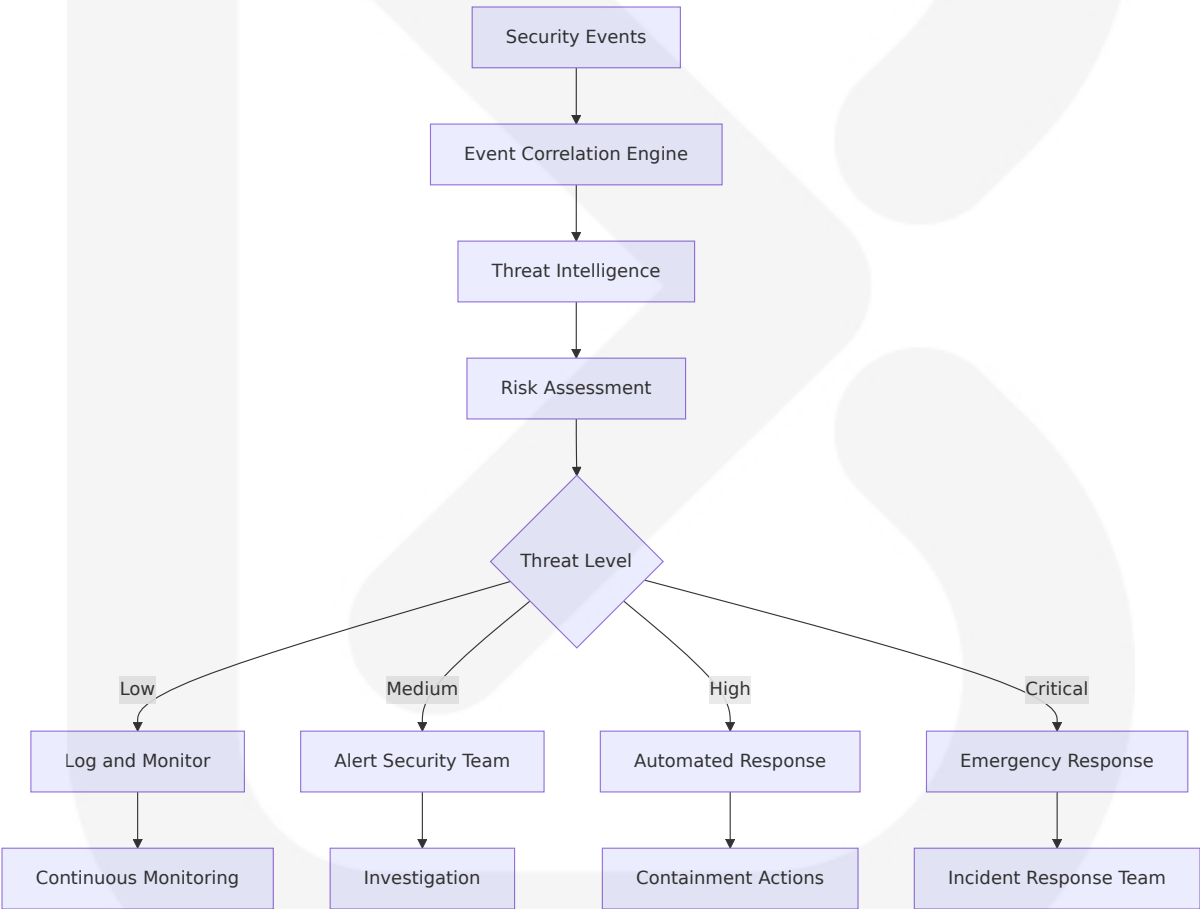 Security Events
Event Correlation Engine
Threat Intelligence
Risk Assessment
Threat Level
Low
Medium
High
Critical
Log and Monitor
Alert Security Team
Automated Response
Emergency Response
Continuous Monitoring
Investigation
Containment Actions
Incident Response Team